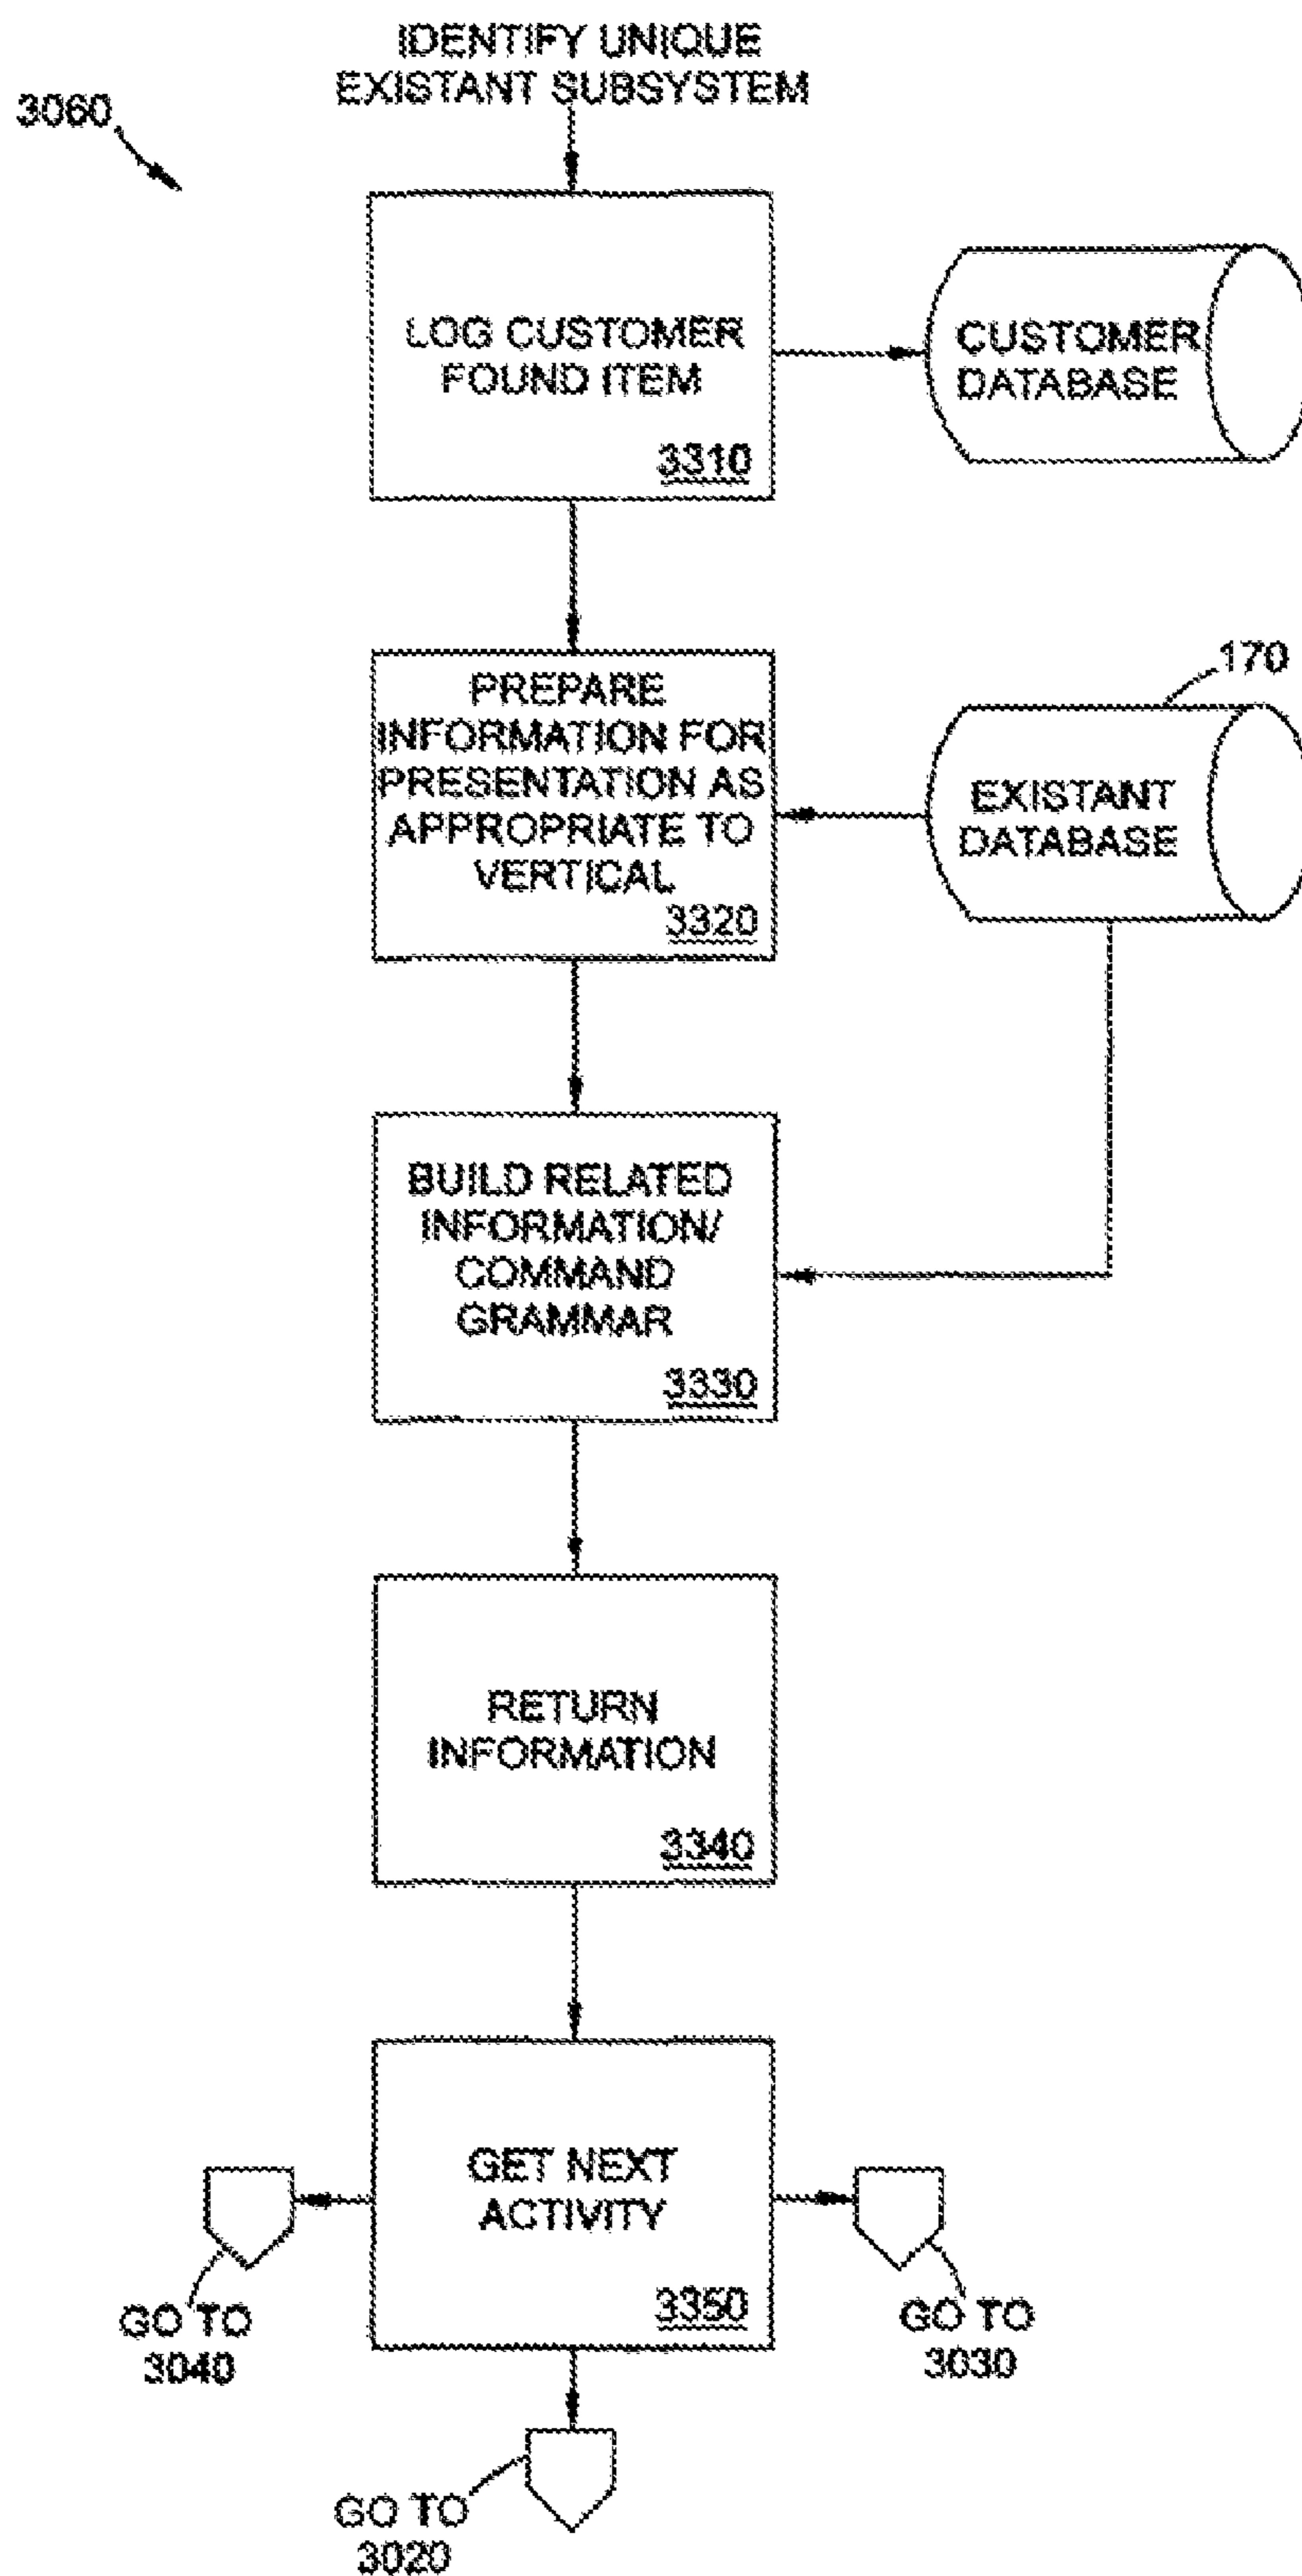 IDENTIFY UNIQUE
EXISTANT SUBSYSTEM
3060
LOG CUSTOMER
FOUND ITEM
3310
CUSTOMER
DATABASE
PREPARE
INFORMATION FOR
PRESENTATION AS
APPROPRIATE TO
VERTICAL
3320
170
EXISTANT
DATABASE
BUILD RELATED
INFORMATION/
COMMAND
GRAMMAR
3330
RETURN
INFORMATION
3340
GET NEXT
ACTIVITY
3350
GO TO
3040
GO TO
3030
GO TO
3020